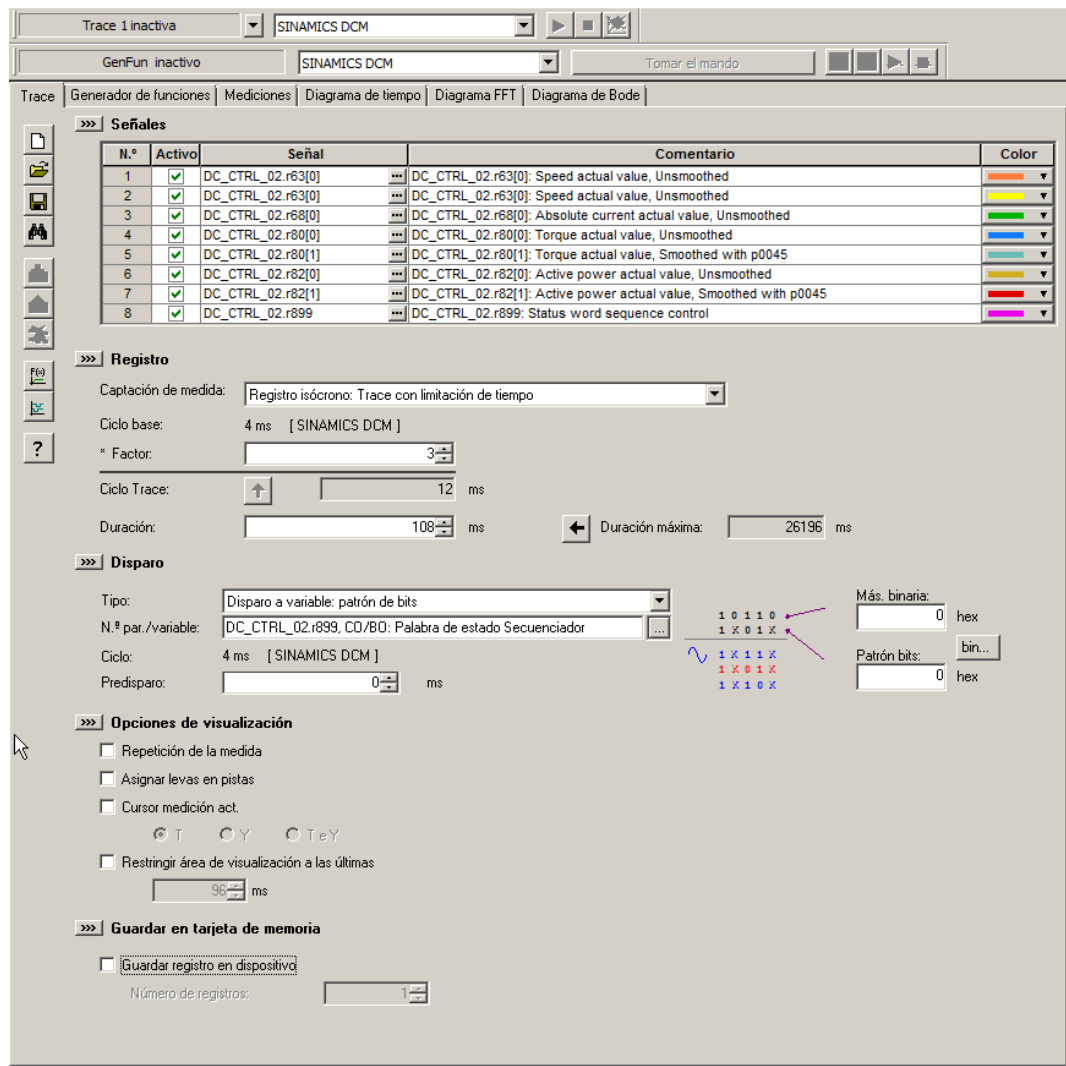 Trace 1 inactiva SINAMICS DCM
GenFun inactivo SINAMICS DCM Tomar el mando
Trace Generador de funciones Mediciones Diagrama de tiempo Diagrama FFT Diagrama de Bode
>>> Señales
N.º Activo Señal Comentario Color
1 DC_CTRL_02.r63[0] ... DC_CTRL_02.r63[0]: Speed actual value, Unsmoothed
2 DC_CTRL_02.r63[0] ... DC_CTRL_02.r63[0]: Speed actual value, Unsmoothed
3 DC_CTRL_02.r68[0] ... DC_CTRL_02.r68[0]: Absolute current actual value, Unsmoothed
4 DC_CTRL_02.r80[0] ... DC_CTRL_02.r80[0]: Torque actual value, Unsmoothed
5 DC_CTRL_02.r80[1] ... DC_CTRL_02.r80[1]: Torque actual value, Smoothed with p0045
6 DC_CTRL_02.r82[0] ... DC_CTRL_02.r82[0]: Active power actual value, Unsmoothed
7 DC_CTRL_02.r82[1] ... DC_CTRL_02.r82[1]: Active power actual value, Smoothed with p0045
8 DC_CTRL_02.r899 ... DC_CTRL_02.r899: Status word sequence control
>>> Registro
F(x)
Captación de medida: Registro isócrono: Trace con limitación de tiempo
Ciclo base: 4 ms [ SINAMICS DCM ]
?
* Factor: 3
Ciclo Trace: 12 ms
Duración: 108 ms Duración máxima: 26196 ms
>>> Disparo
Tipo: Disparo a variable: patrón de bits
Más. binaria:
1 0 1 1 0
0 hex
N.º par./variable: DC_CTRL_02.r899, CO/BO: Palabra de estado Secuenciador ...
1 X 0 1 X
bin...
Ciclo: 4 ms [ SINAMICS DCM ]
1 X 1 1 X
Patrón bits:
1 X 0 1 X
0 hex
Predisparo: 0 ms
1 X 1 0 X
>>> Opciones de visualización
Repetición de la medida
Asignar levas en pistas
Cursor medición act.
T Y T e Y
Restringir área de visualización a las últimas
96 ms
>>> Guardar en tarjeta de memoria
Guardar registro en dispositivo
Número de registros: 1